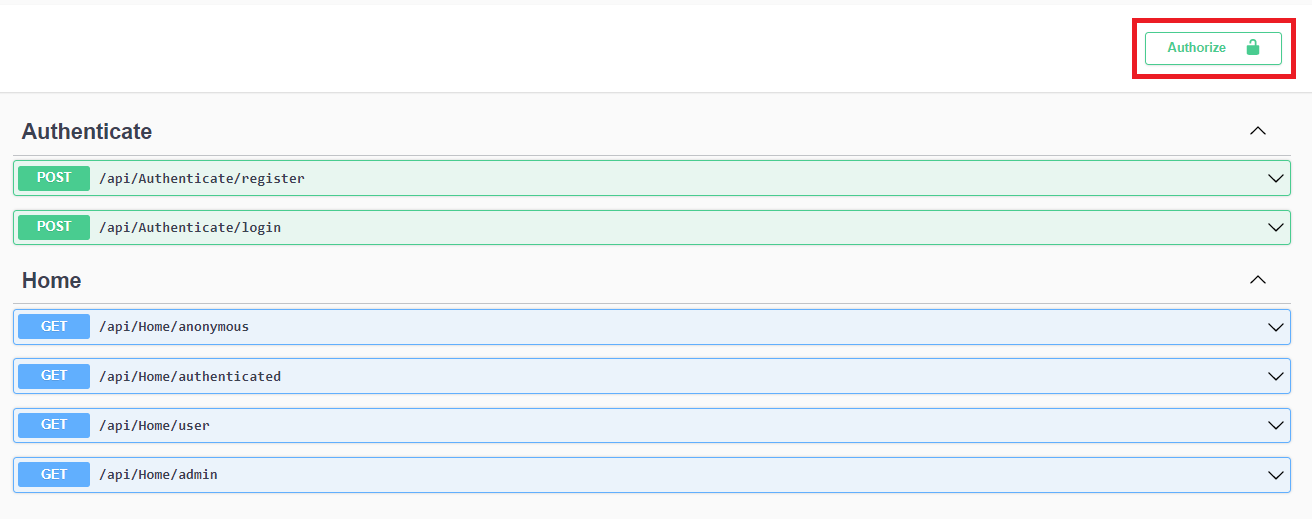 Authorize
Authenticate
POST /api/Authenticate/register
POST /api/Authenticate/login
Home
GET /api/Home/anonymous
GET /api/Home/authenticated
GET /api/Home/user
GET /api/Home/admin